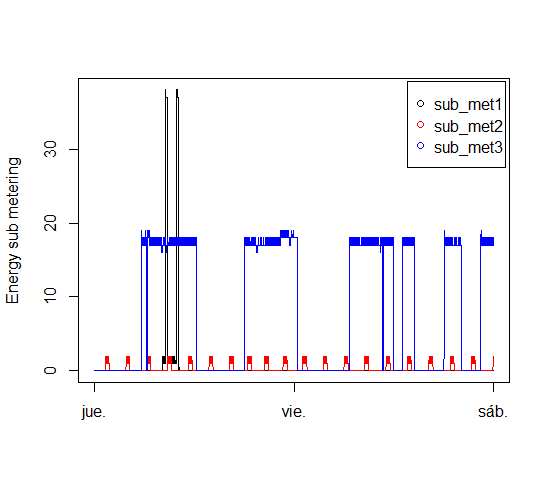 sub_met1
sub_met2
sub_met3
Energy sub metering
30
20
10
0
jue.
vie.
sáb.